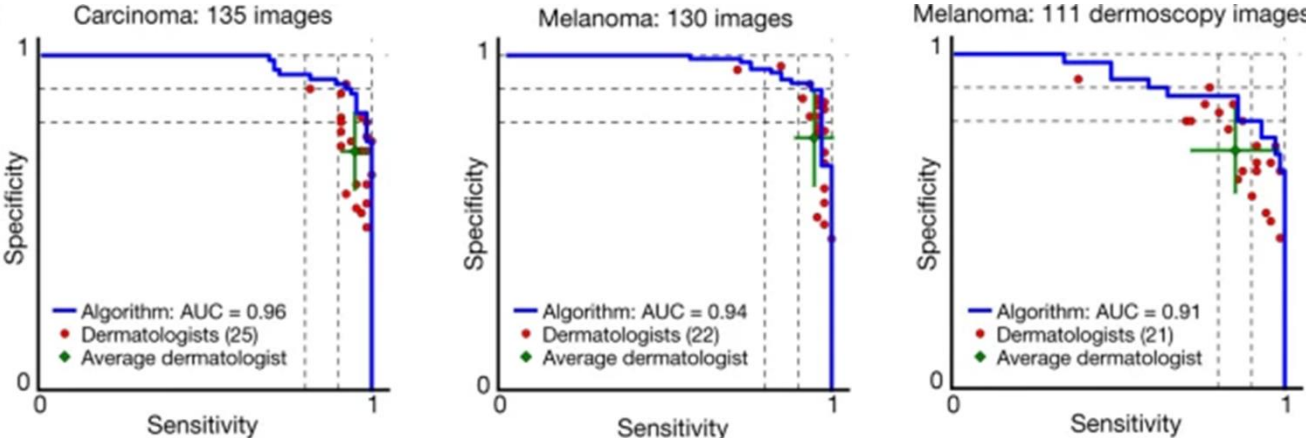 Carcinoma: 135 images
1
Specificity
Algorithm: AUC = 0.96
Dermatologists (25)
Average dermatologist
0
0
1
Sensitivity
Melanoma: 130 images
1
Specificity
Algorithm: AUC = 0.94
Dermatologists (22)
Average dermatologist
0
0
1
Sensitivity
Melanoma: 111 dermoscopy images
1
Specificity
Algorithm: AUC = 0.91
Dermatologists (21)
Average dermatologist
0
0
1
Sensitivity